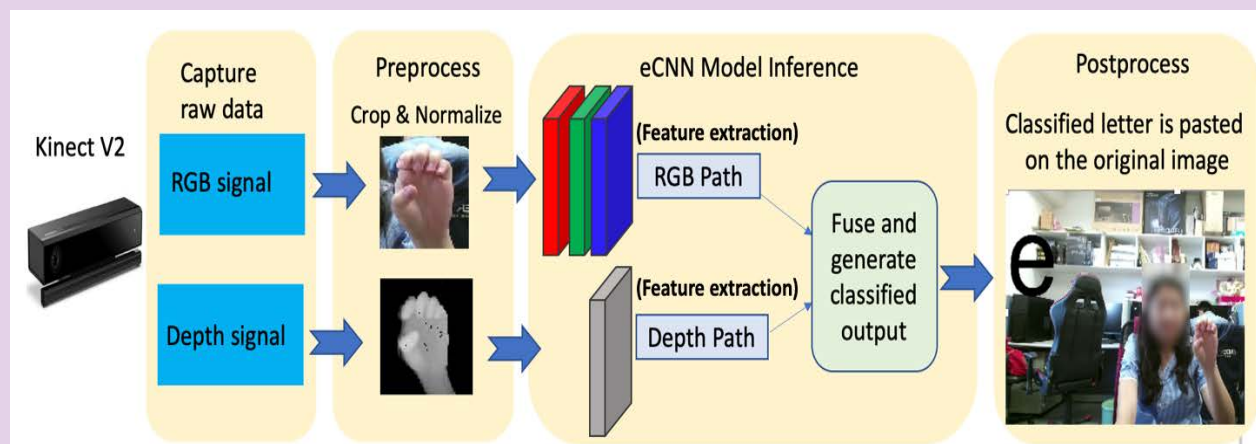 Kinect V2
Capture
raw data
RGB signal
Depth signal
Preprocess
Crop & Normalize
eCNN Model Inference
(Feature extraction)
RGB Path
(Feature extraction)
Depth Path
Fuse and
generate
classified
output
Postprocess
Classified letter is pasted
on the original image
e